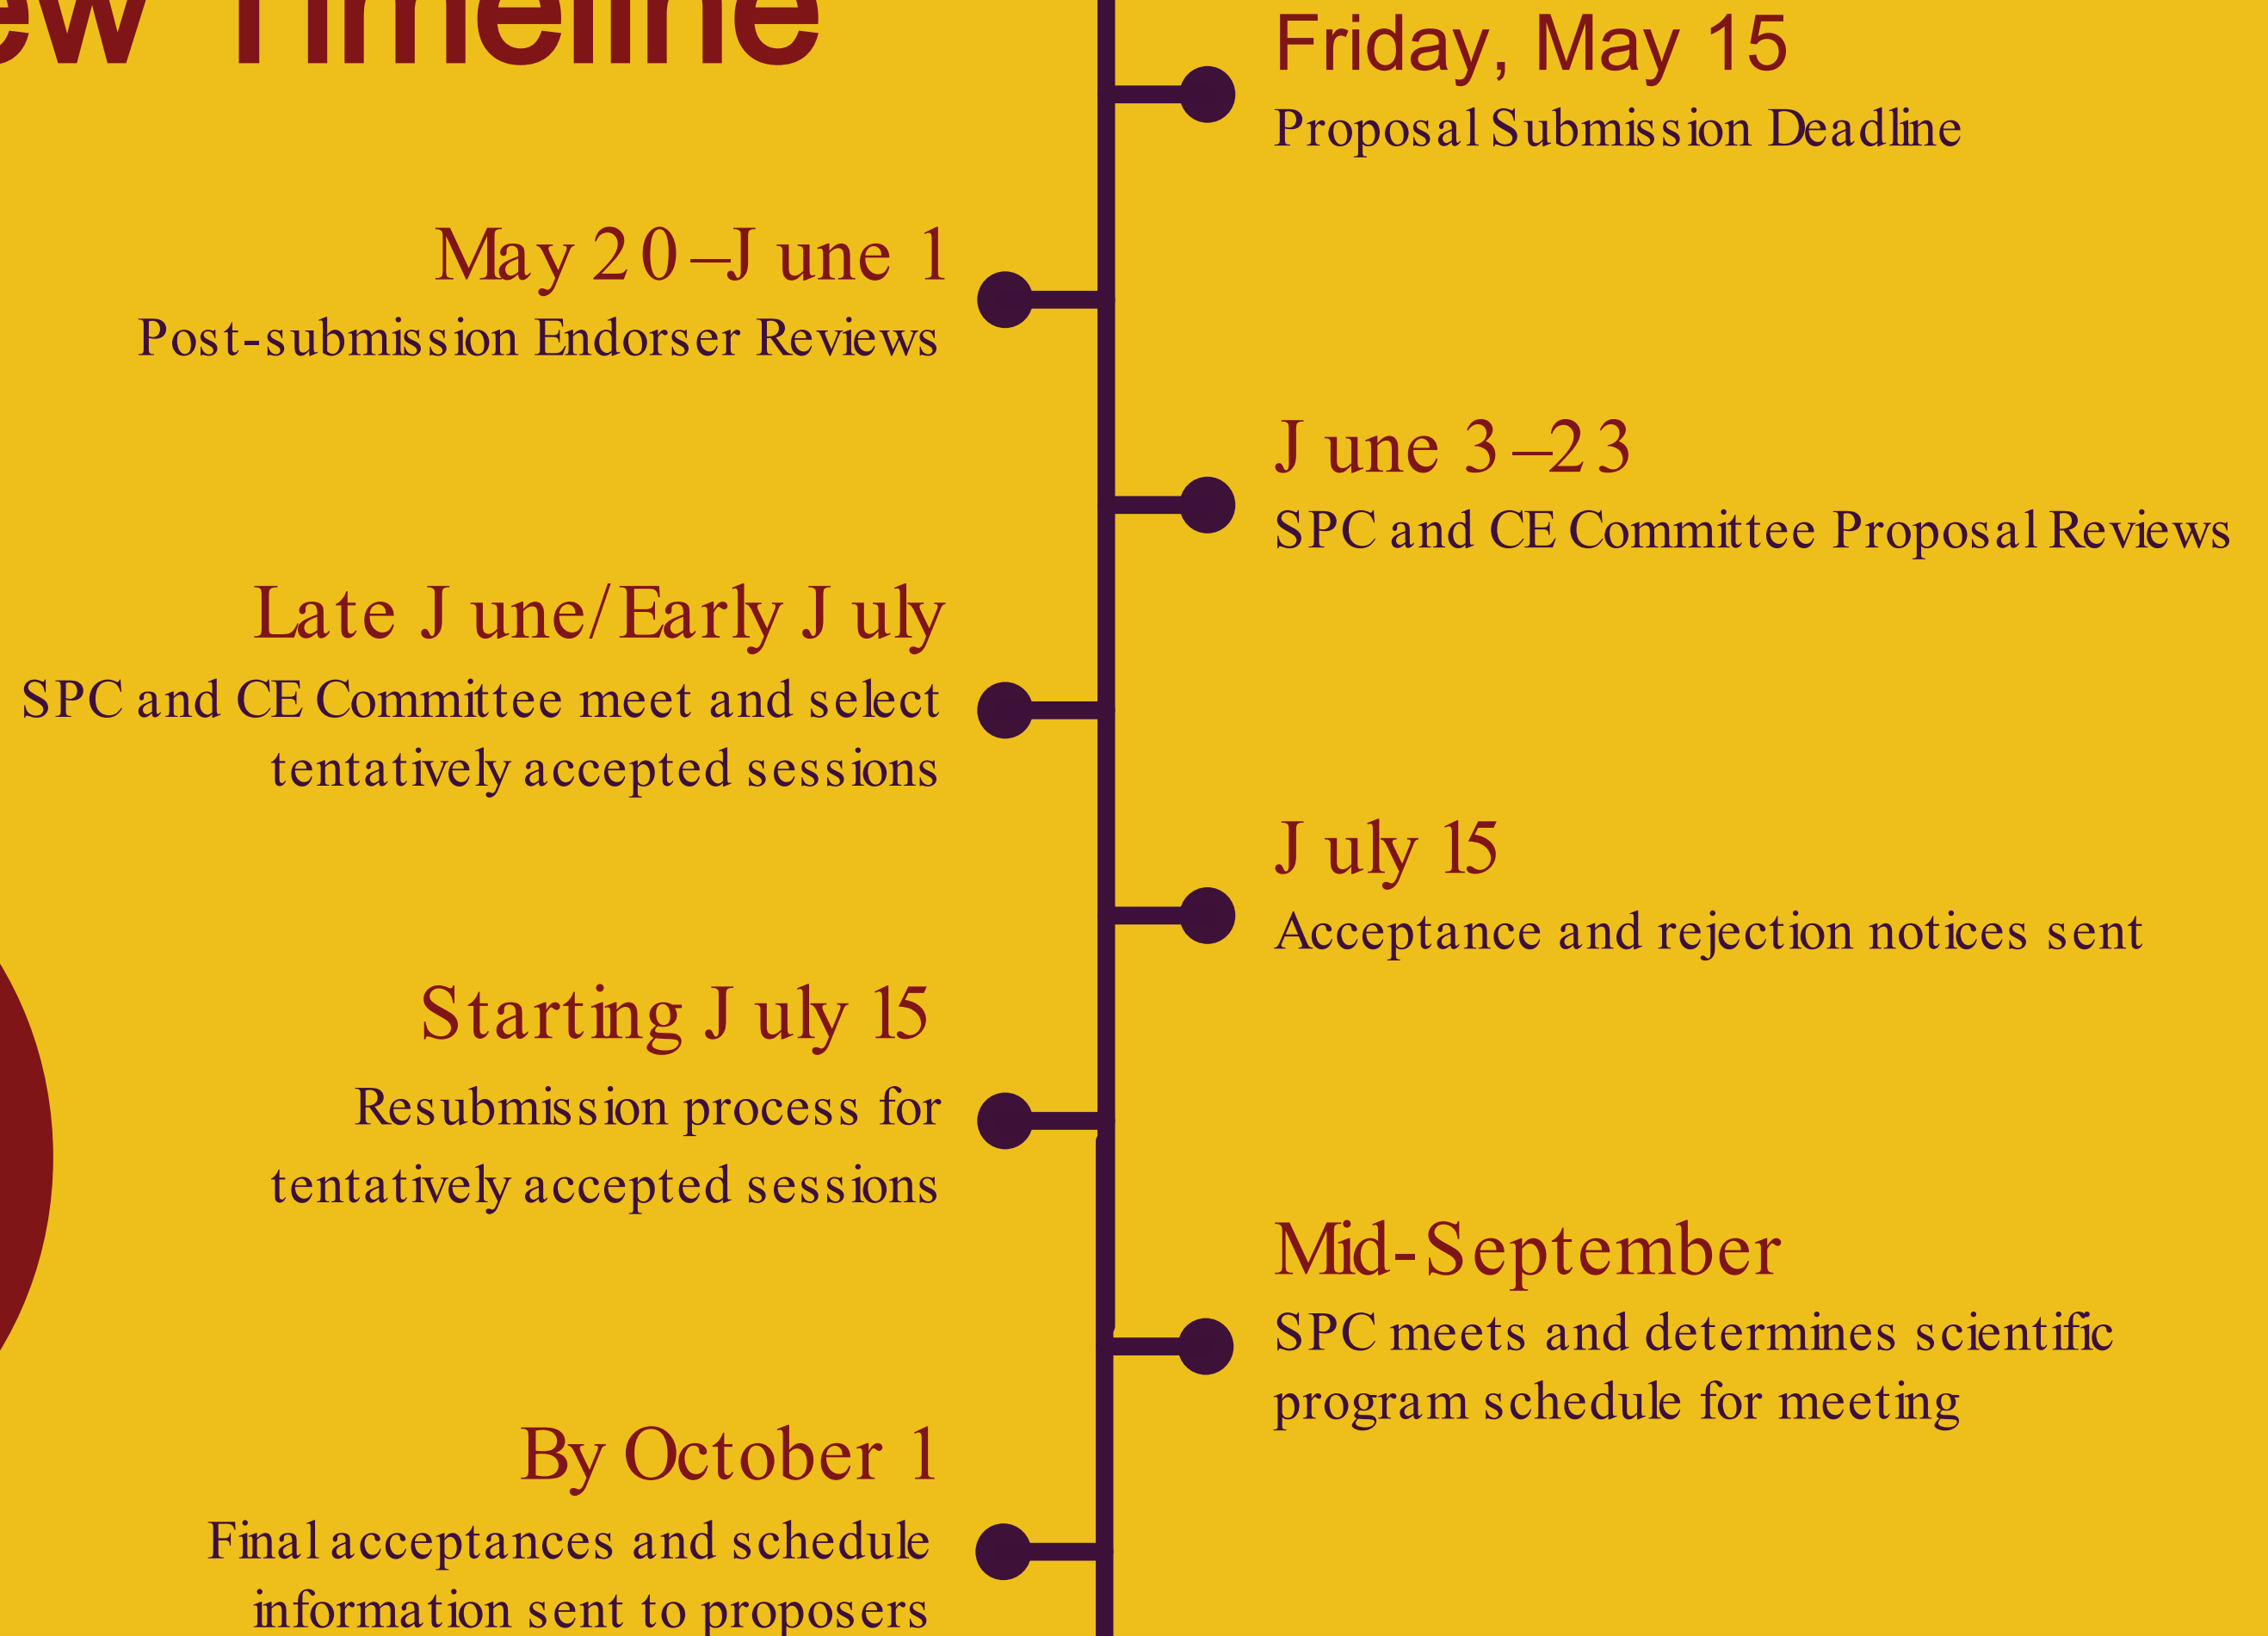 Timeline
Friday, May 15
Proposal Submission Deadline
May 20–June 1
Post-submission Endorser Reviews
June 3–23
SPC and CE Committee Proposal Reviews
Late June/Early July
SPC and CE Committee meet and select
tentatively accepted sessions
July 15
Acceptance and rejection notices sent
Starting July 15
Resubmission process for
tentatively accepted sessions
Mid-September
SPC meets and determines scientific
program schedule for meeting
By October 1
Final acceptances and schedule
information sent to proposers